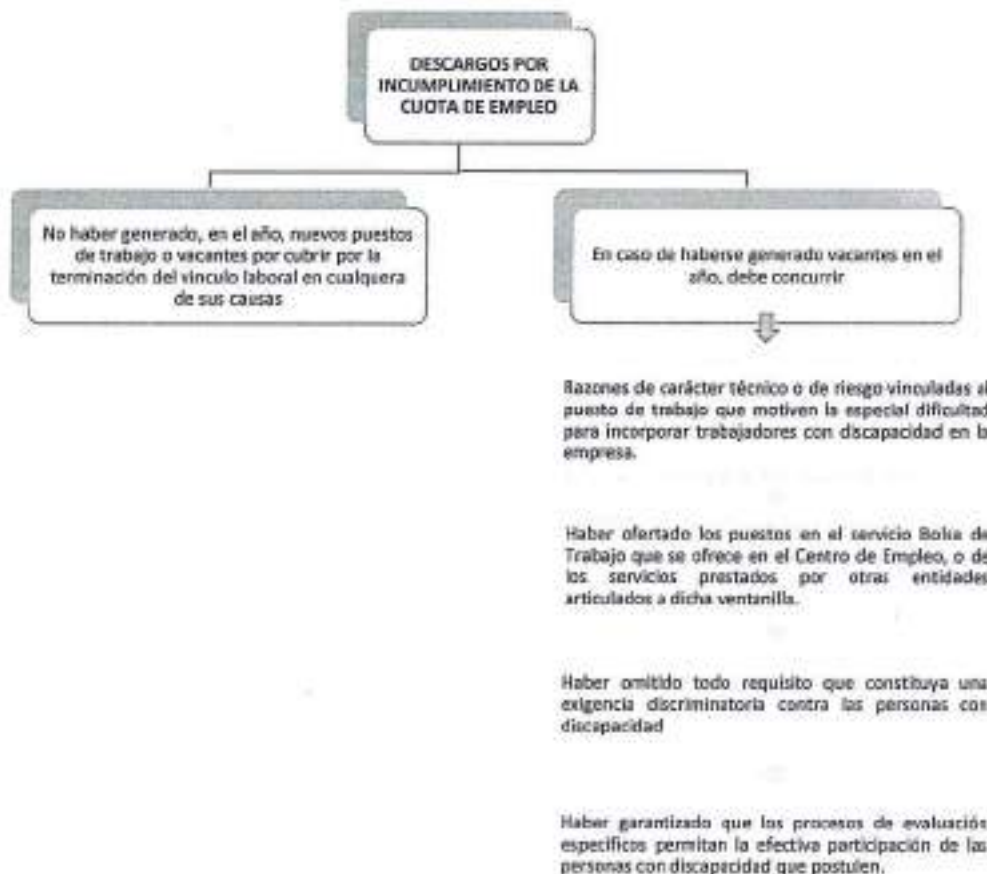 DESCARGOS POR
INCUMPLIMIENTO DE LA
CUOTA DE EMPLEO
No haber generado, en el año, nuevos puestos
de trabajo o vacantes por cubrir por la
terminación del vinculo laboral en cualquera
de sus causas
En caso de haberse generado vacantes en el
año, debe concurrir
Razones de carácter técnico o de riesgo vinculadas al
puesto de trabajo que motiven la especial dificultad
para incorporar trabajadores con discapacidad en la
empresa.
Haber ofertado los puestos en el servicio Bolsa de
Trabajo que se ofrece en el Centro de Empleo, o de
los servicios prestados por otras entidades
articulados a dicha ventanilla.
Haber omitido todo requisito que constituya una
exigencia discriminatoria contra las personas con
discapacidad
Haber garantizado que los procesos de evaluación
específicos permitan la efectiva participación de las
personas con discapacidad que postulen.